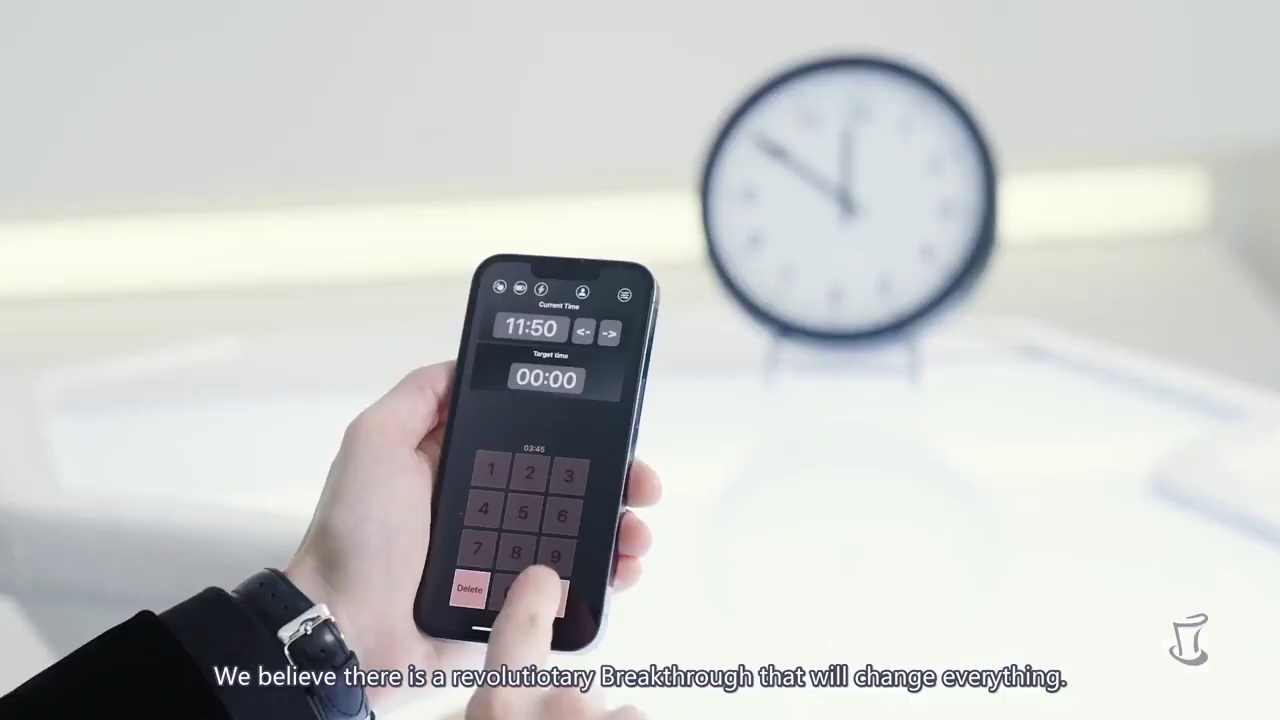 Current Time
11:50 <- ->
Target time
00:00
03:45
1 2 3
4 5 6
7 8 9
Delete
We believe there is a revolutiotary Breakthrough that will change everything.